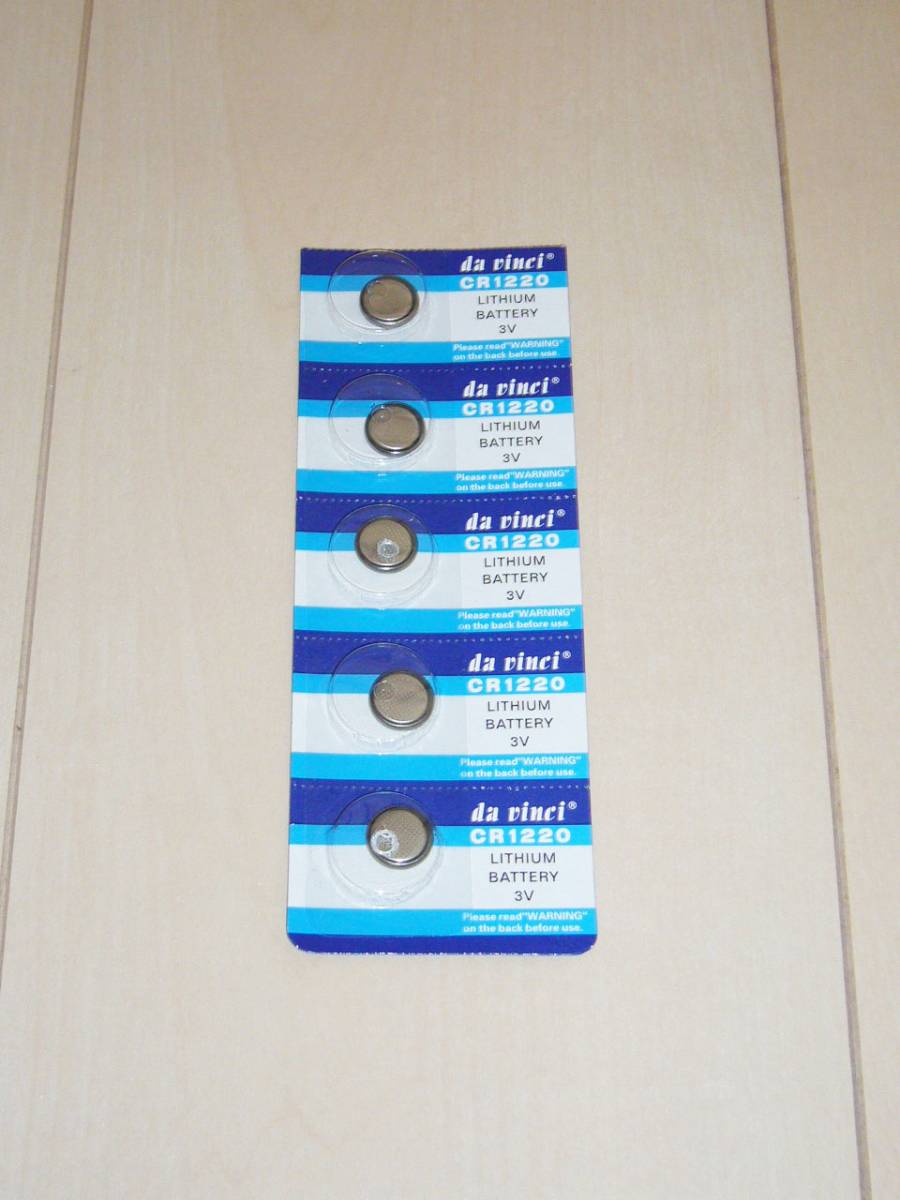 da vinci®
CR1220
LITHIUM
BATTERY
3V
Please read"WARNING"
on the back before use.
da vinci®
CR1220
LITHIUM
BATTERY
3V
Please read"WARNING"
on the back before use.
da vinci®
CR1220
LITHIUM
BATTERY
3V
Please read"WARNING"
on the back before use.
da vinci®
CR1220
LITHIUM
BATTERY
3V
Please read"WARNING"
on the back before use.
da vinci®
CR1220
LITHIUM
BATTERY
3V
Please read"WARNING"
on the back before use.